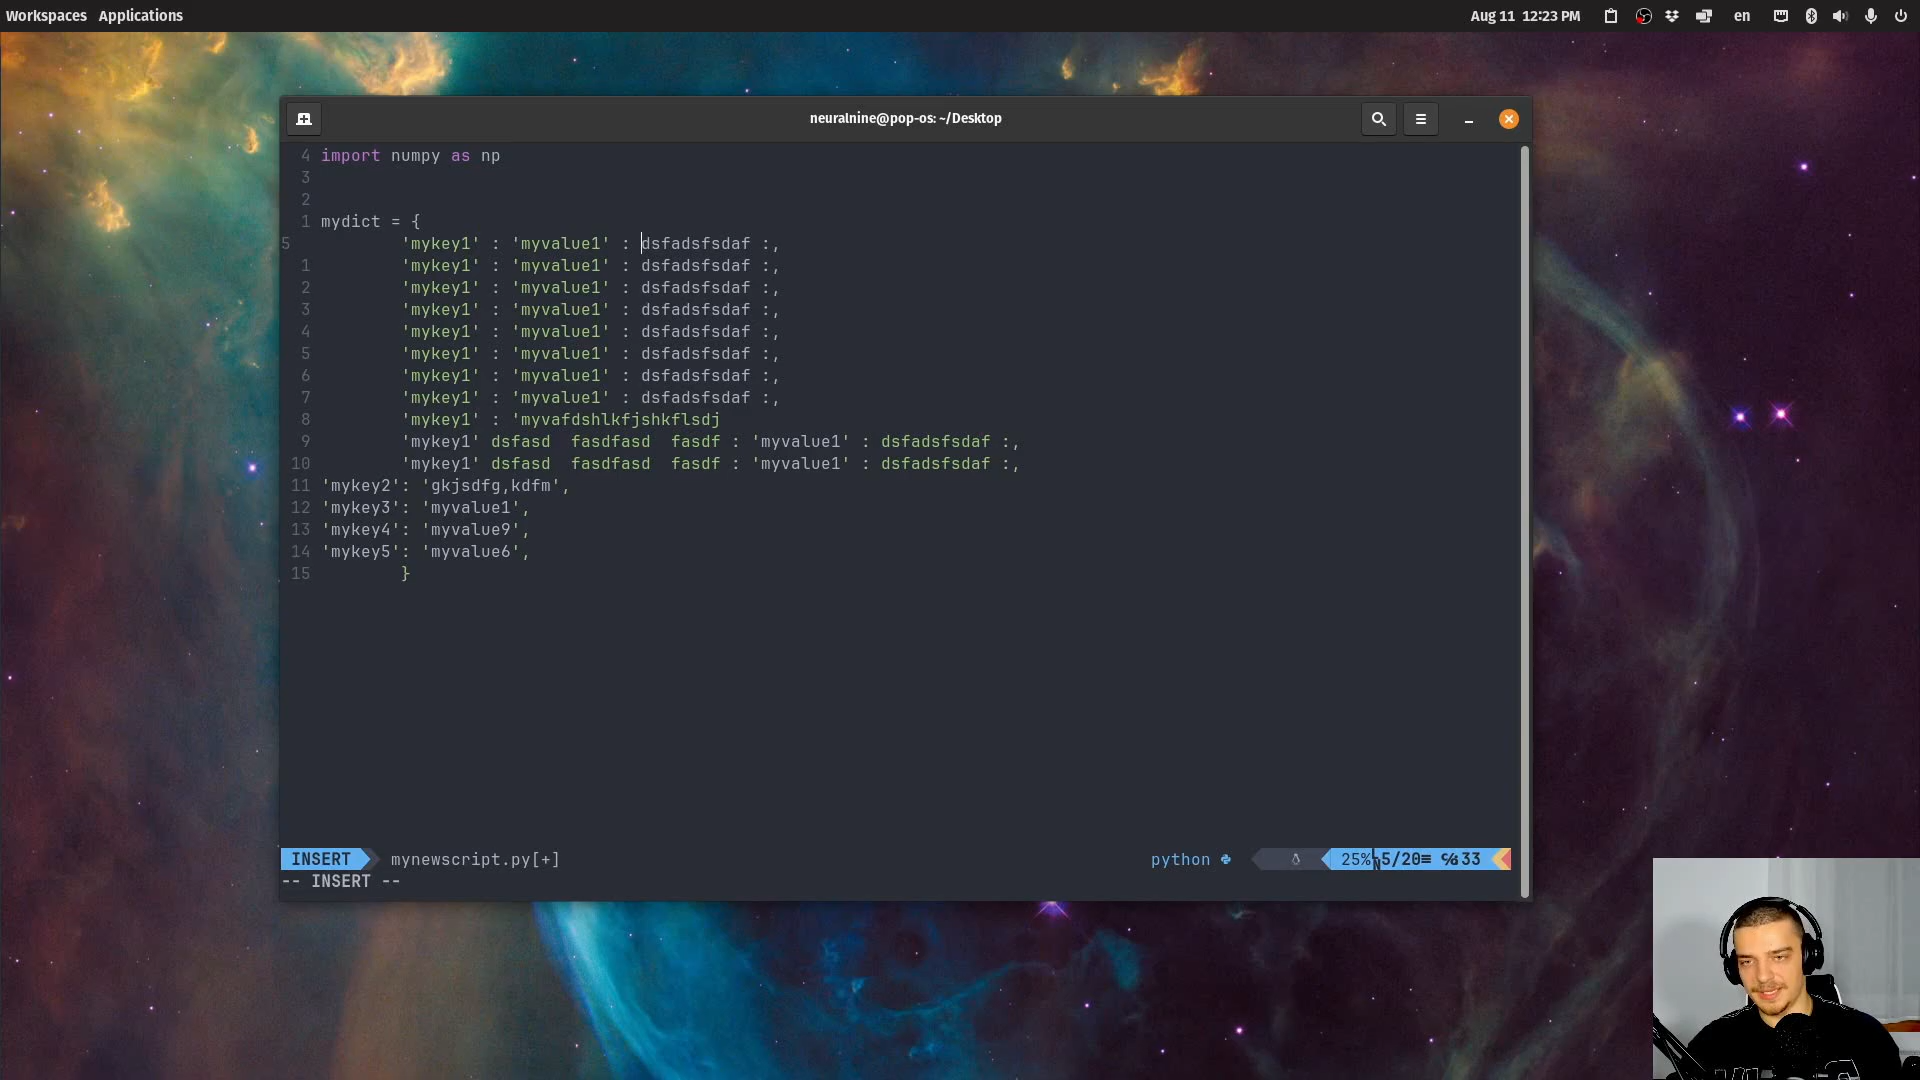 Workspaces Applications
Aug 11 12:23 PM
en
neuralnine@pop-os: ~/Desktop
4 import numpy as np
3
2
1 mydict = {
5 'mykey1' : 'myvalue1' : dsfadsfsdaf :,
1 'mykey1' : 'myvalue1' : dsfadsfsdaf :,
2 'mykey1' : 'myvalue1' : dsfadsfsdaf :,
3 'mykey1' : 'myvalue1' : dsfadsfsdaf :,
4 'mykey1' : 'myvalue1' : dsfadsfsdaf :,
5 'mykey1' : 'myvalue1' : dsfadsfsdaf :,
6 'mykey1' : 'myvalue1' : dsfadsfsdaf :,
7 'mykey1' : 'myvalue1' : dsfadsfsdaf :,
8 'mykey1' : 'myvafdshlkfjshkflsdj
9 'mykey1' dsfasd  fasdfasd  fasdf : 'myvalue1' : dsfadsfsdaf :,
10 'mykey1' dsfasd  fasdfasd  fasdf : 'myvalue1' : dsfadsfsdaf :,
11 'mykey2': 'gkjsdfg,kdfm',
12 'mykey3': 'myvalue1',
13 'mykey4': 'myvalue9',
14 'mykey5': 'myvalue6',
15 }
INSERT mynewscript.py[+] python 25% 5/20≡ ℅33
-- INSERT --